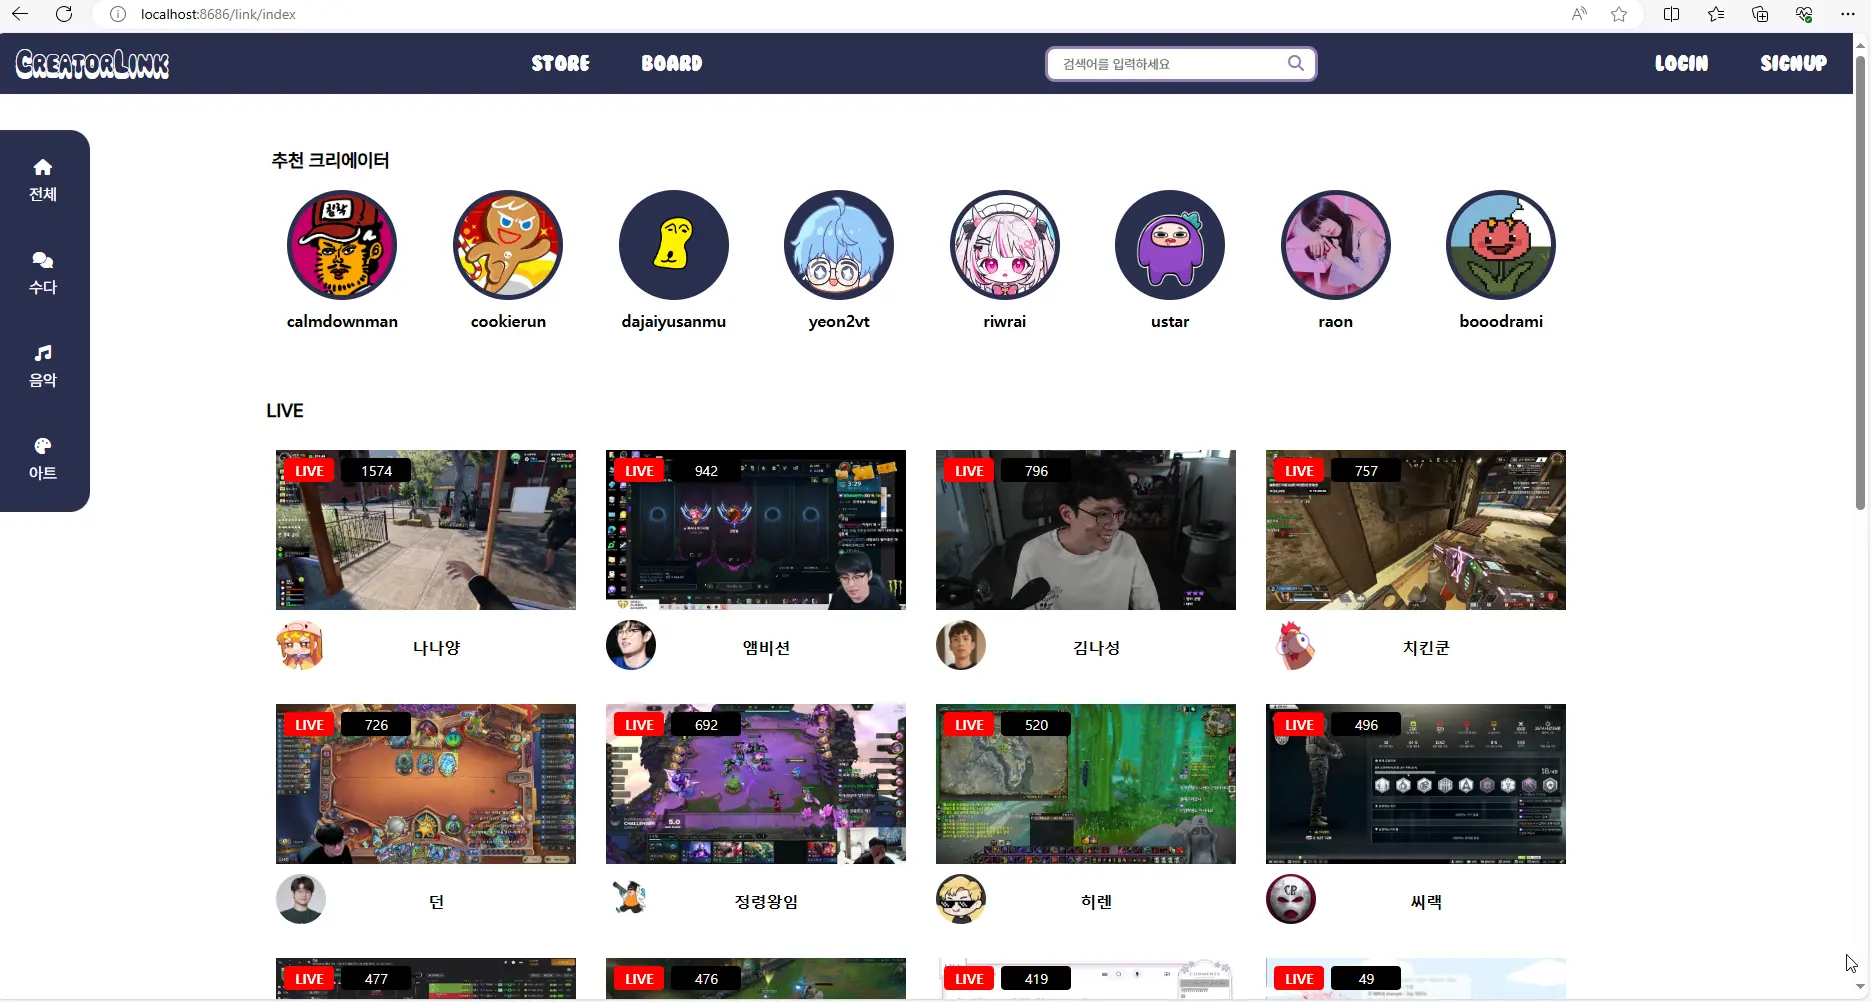 localhost:8686/link/index
CREATORLINK
STORE
BOARD
검색어를 입력하세요
LOGIN
SIGNUP
전체
수다
음악
아트
추천 크리에이터
침착
calmdownman
cookierun
dajaiyusanmu
yeon2vt
riwrai
ustar
raon
booodrami
LIVE
LIVE 1574
LIVE 942
3:29
LIVE 796
LIVE 757
나나양
앰비션
김나성
치킨쿤
LIVE 726
LIVE 692
LIVE 520
LIVE 496
던
정령왕임
히렌
씨랙
LIVE 477
LIVE 476
LIVE 419
LIVE 49